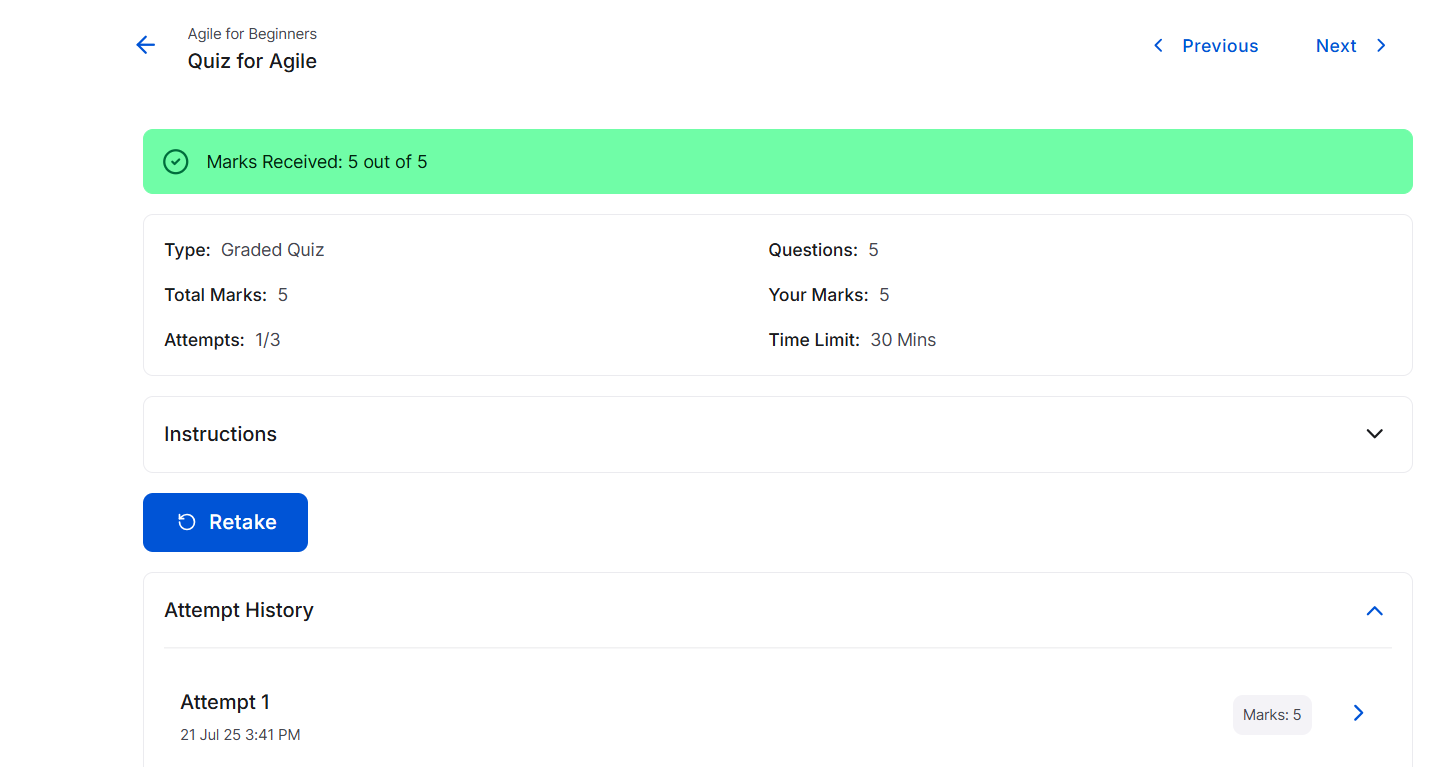 Agile for Beginners
Quiz for Agile
Previous
Next
Marks Received: 5 out of 5
Type: Graded Quiz
Questions: 5
Total Marks: 5
Your Marks: 5
Attempts: 1/3
Time Limit: 30 Mins
Instructions
Retake
Attempt History
Attempt 1
21 Jul 25 3:41 PM
Marks: 5